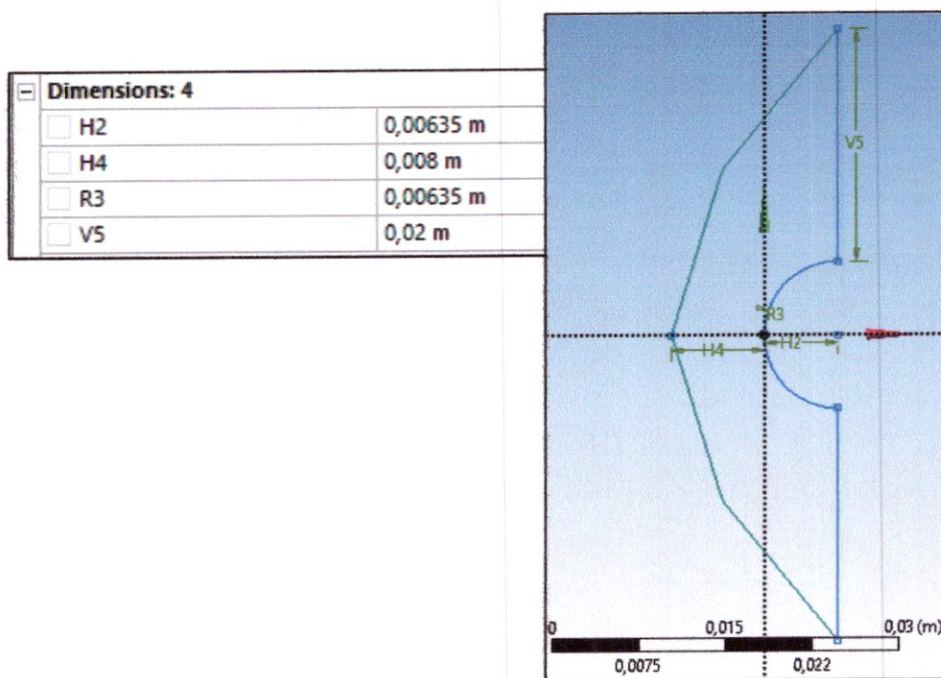 Dimensions: 4
H2 0,00635 m
H4 0,008 m
R3 0,00635 m
V5 0,02 m
V5
R3
H4
H2
0 0,015 0,03 (m)
0,0075 0,022